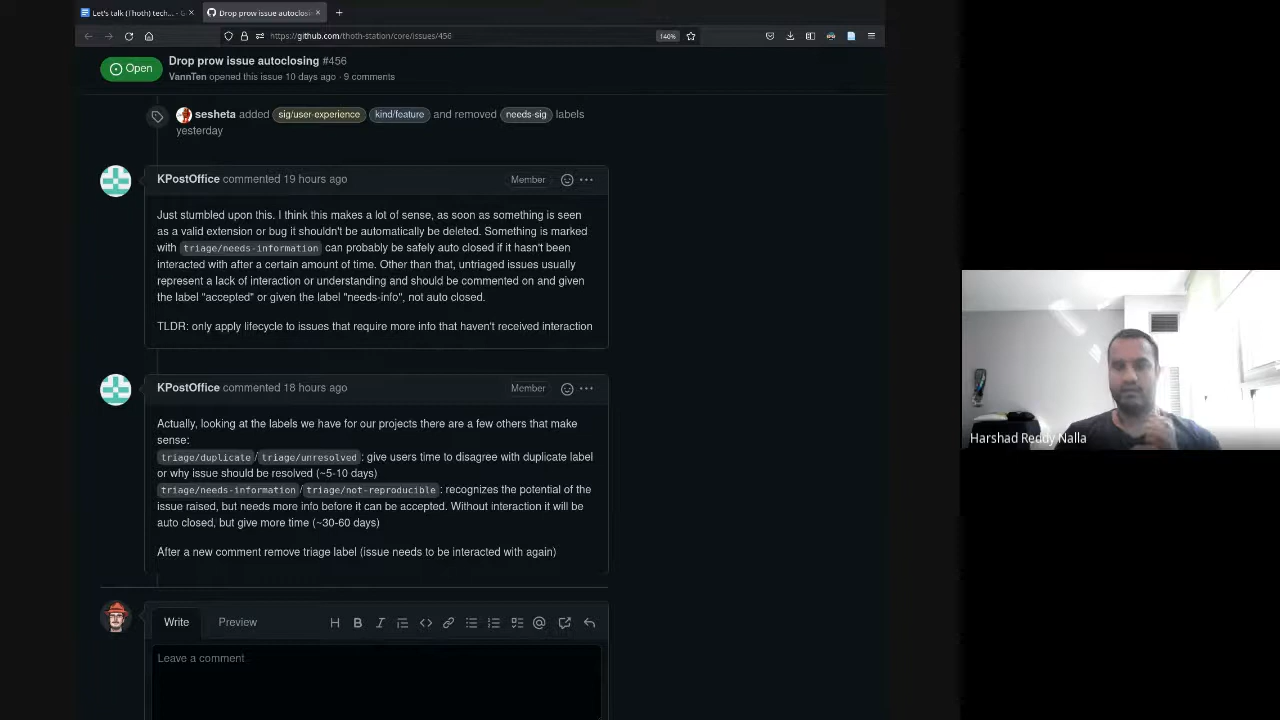 Let's talk (Thoth) tech... - G
Drop prow issue autoclosi
https://github.com/thoth-station/core/issues/456
140%
Open
Drop prow issue autoclosing #456
VannTen opened this issue 10 days ago · 9 comments
sesheta added sig/user-experience kind/feature and removed needs-sig labels
yesterday
KPostOffice commented 19 hours ago
Member
Just stumbled upon this. I think this makes a lot of sense, as soon as something is seen
as a valid extension or bug it shouldn't be automatically be deleted. Something is marked
with triage/needs-information can probably be safely auto closed if it hasn't been
interacted with after a certain amount of time. Other than that, untriaged issues usually
represent a lack of interaction or understanding and should be commented on and given
the label "accepted" or given the label "needs-info", not auto closed.
TLDR: only apply lifecycle to issues that require more info that haven't received interaction
KPostOffice commented 18 hours ago
Member
Actually, looking at the labels we have for our projects there are a few others that make
sense:
triage/duplicate / triage/unresolved : give users time to disagree with duplicate label
or why issue should be resolved (~5-10 days)
triage/needs-information / triage/not-reproducible : recognizes the potential of the
issue raised, but needs more info before it can be accepted. Without interaction it will be
auto closed, but give more time (~30-60 days)
After a new comment remove triage label (issue needs to be interacted with again)
Write
Preview
Leave a comment
Harshad Reddy Nalla